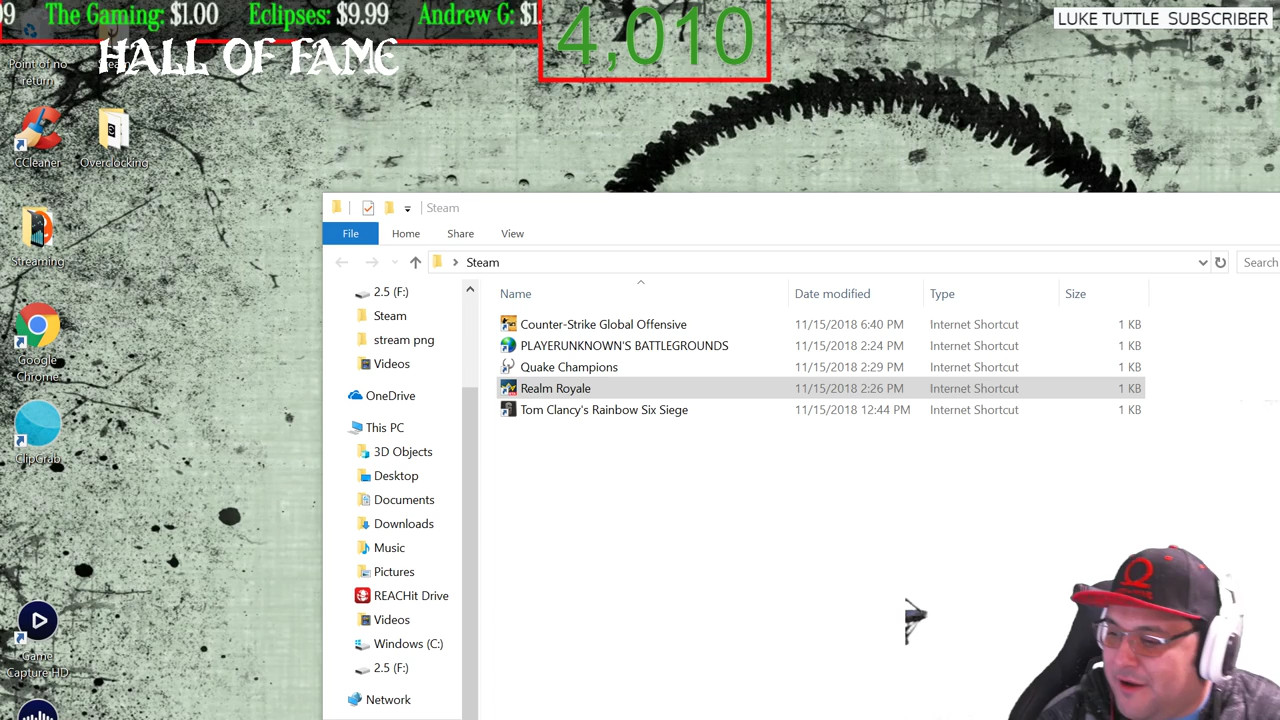 9 The Gaming: $1.00 Eclipses: $9.99 Andrew G: $1
HALL OF FAME
4,010
LUKE TUTTLE SUBSCRIBER
Point of no return
CCleaner
Overclocking
Streaming
Google Chrome
ClipGrab
Game Capture HD
Steam
File Home Share View
Steam
Search
2.5 (F:)
Steam
stream png
Videos
OneDrive
This PC
3D Objects
Desktop
Documents
Downloads
Music
Pictures
REACHit Drive
Videos
Windows (C:)
2.5 (F:)
Network
Name Date modified Type Size
Counter-Strike Global Offensive 11/15/2018 6:40 PM Internet Shortcut 1 KB
PLAYERUNKNOWN'S BATTLEGROUNDS 11/15/2018 2:24 PM Internet Shortcut 1 KB
Quake Champions 11/15/2018 2:29 PM Internet Shortcut 1 KB
Realm Royale 11/15/2018 2:26 PM Internet Shortcut 1 KB
Tom Clancy's Rainbow Six Siege 11/15/2018 12:44 PM Internet Shortcut 1 KB